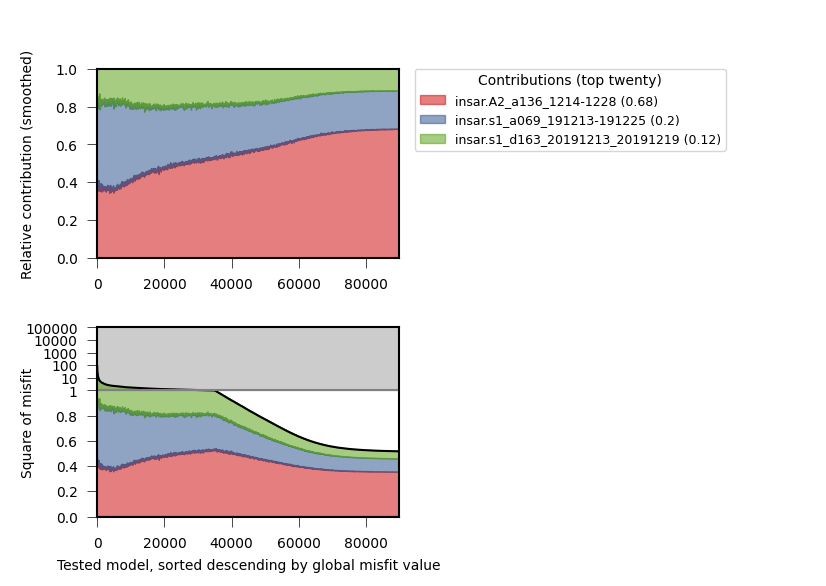 Relative contribution (smoothed)
1.0
0.8
0.6
0.4
0.2
0.0
0 20000 40000 60000 80000
Contributions (top twenty)
insar.A2_a136_1214-1228 (0.68)
insar.s1_a069_191213-191225 (0.2)
insar.s1_d163_20191213_20191219 (0.12)
Square of misfit
100000
10000
1000
100
10
1
0.8
0.6
0.4
0.2
0.0
0 20000 40000 60000 80000
Tested model, sorted descending by global misfit value